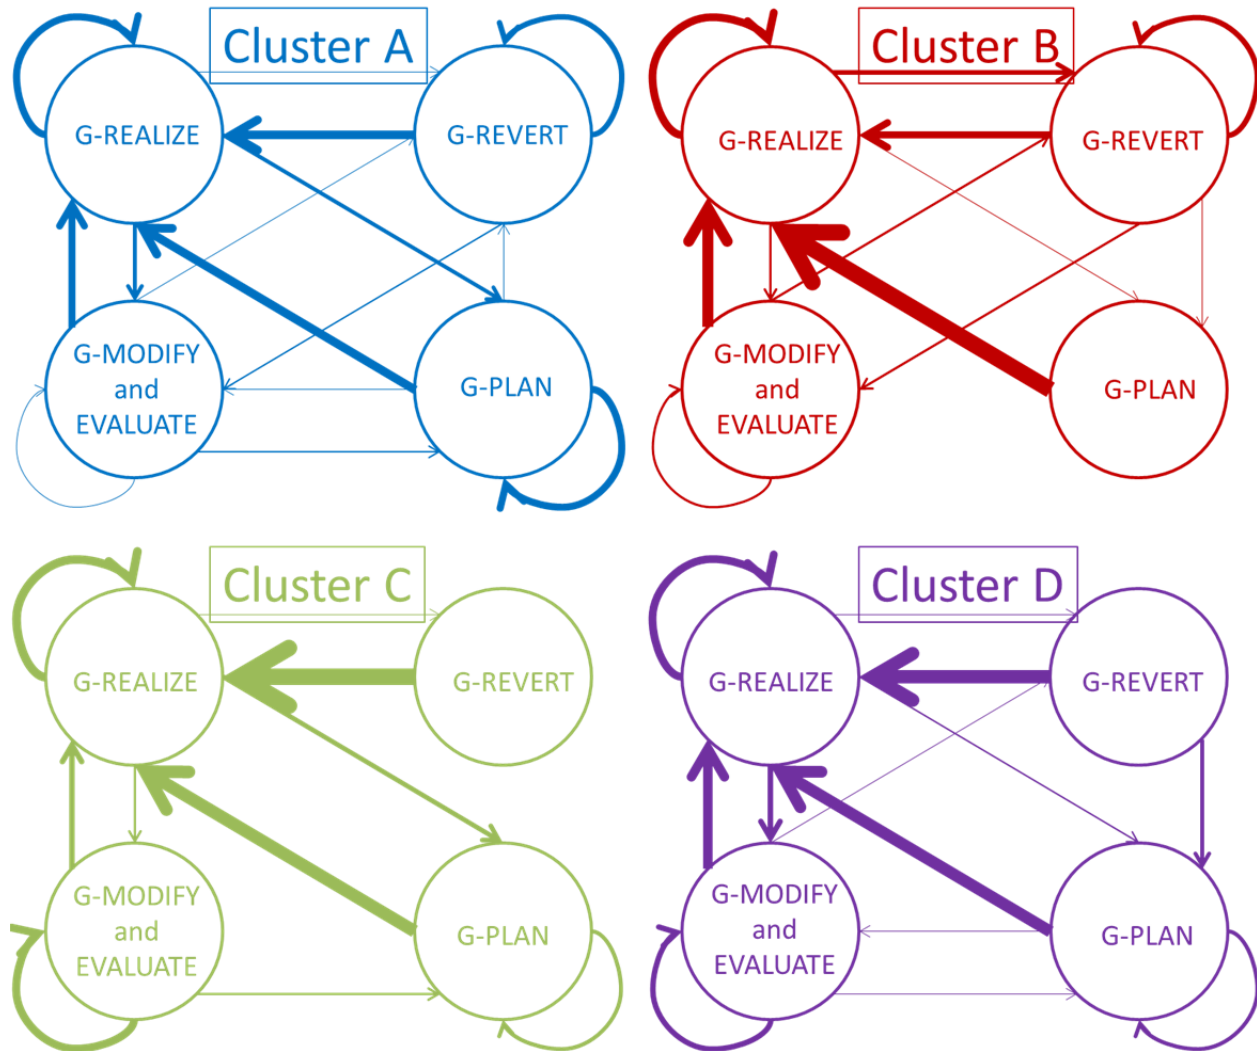 Cluster A
G-REALIZE
G-REVERT
G-MODIFY
and
EVALUATE
G-PLAN
Cluster B
G-REALIZE
G-REVERT
G-MODIFY
and
EVALUATE
G-PLAN
Cluster C
G-REALIZE
G-REVERT
G-MODIFY
and
EVALUATE
G-PLAN
Cluster D
G-REALIZE
G-REVERT
G-MODIFY
and
EVALUATE
G-PLAN